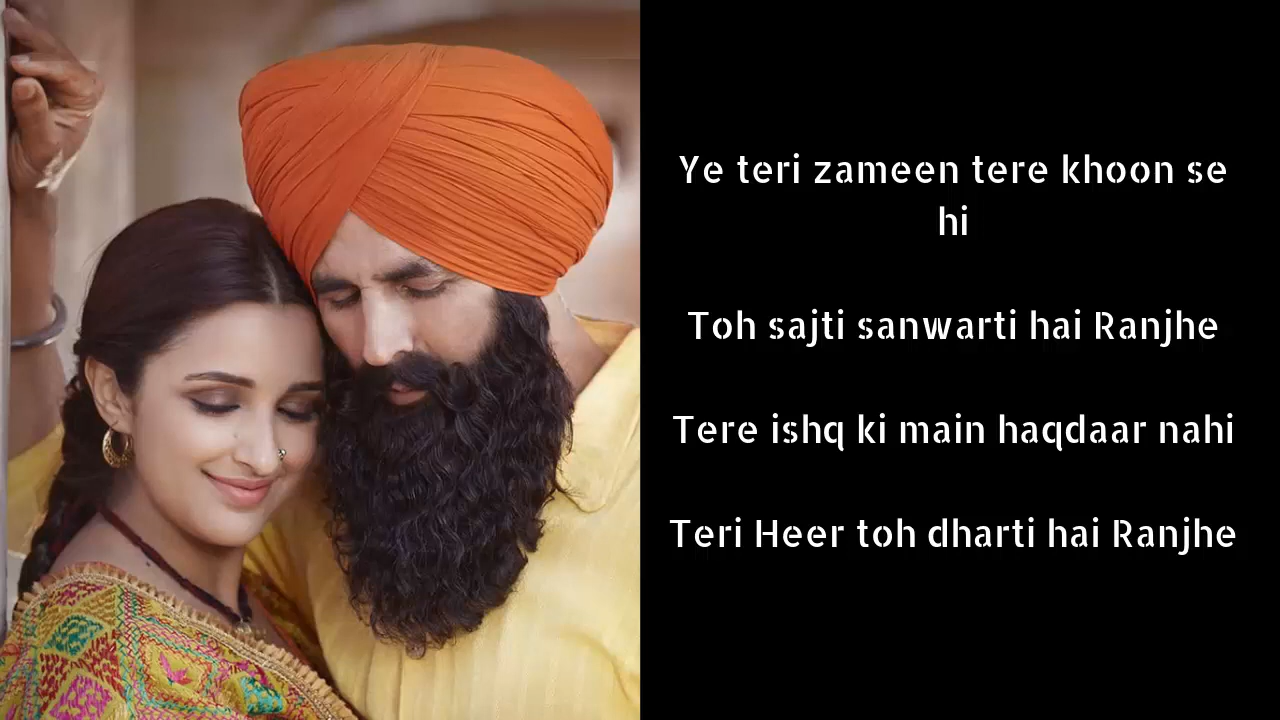 Ye teri zameen tere khoon se
hi
Toh sajti sanwarti hai Ranjhe
Tere ishq ki main haqdaar nahi
Teri Heer toh dharti hai Ranjhe